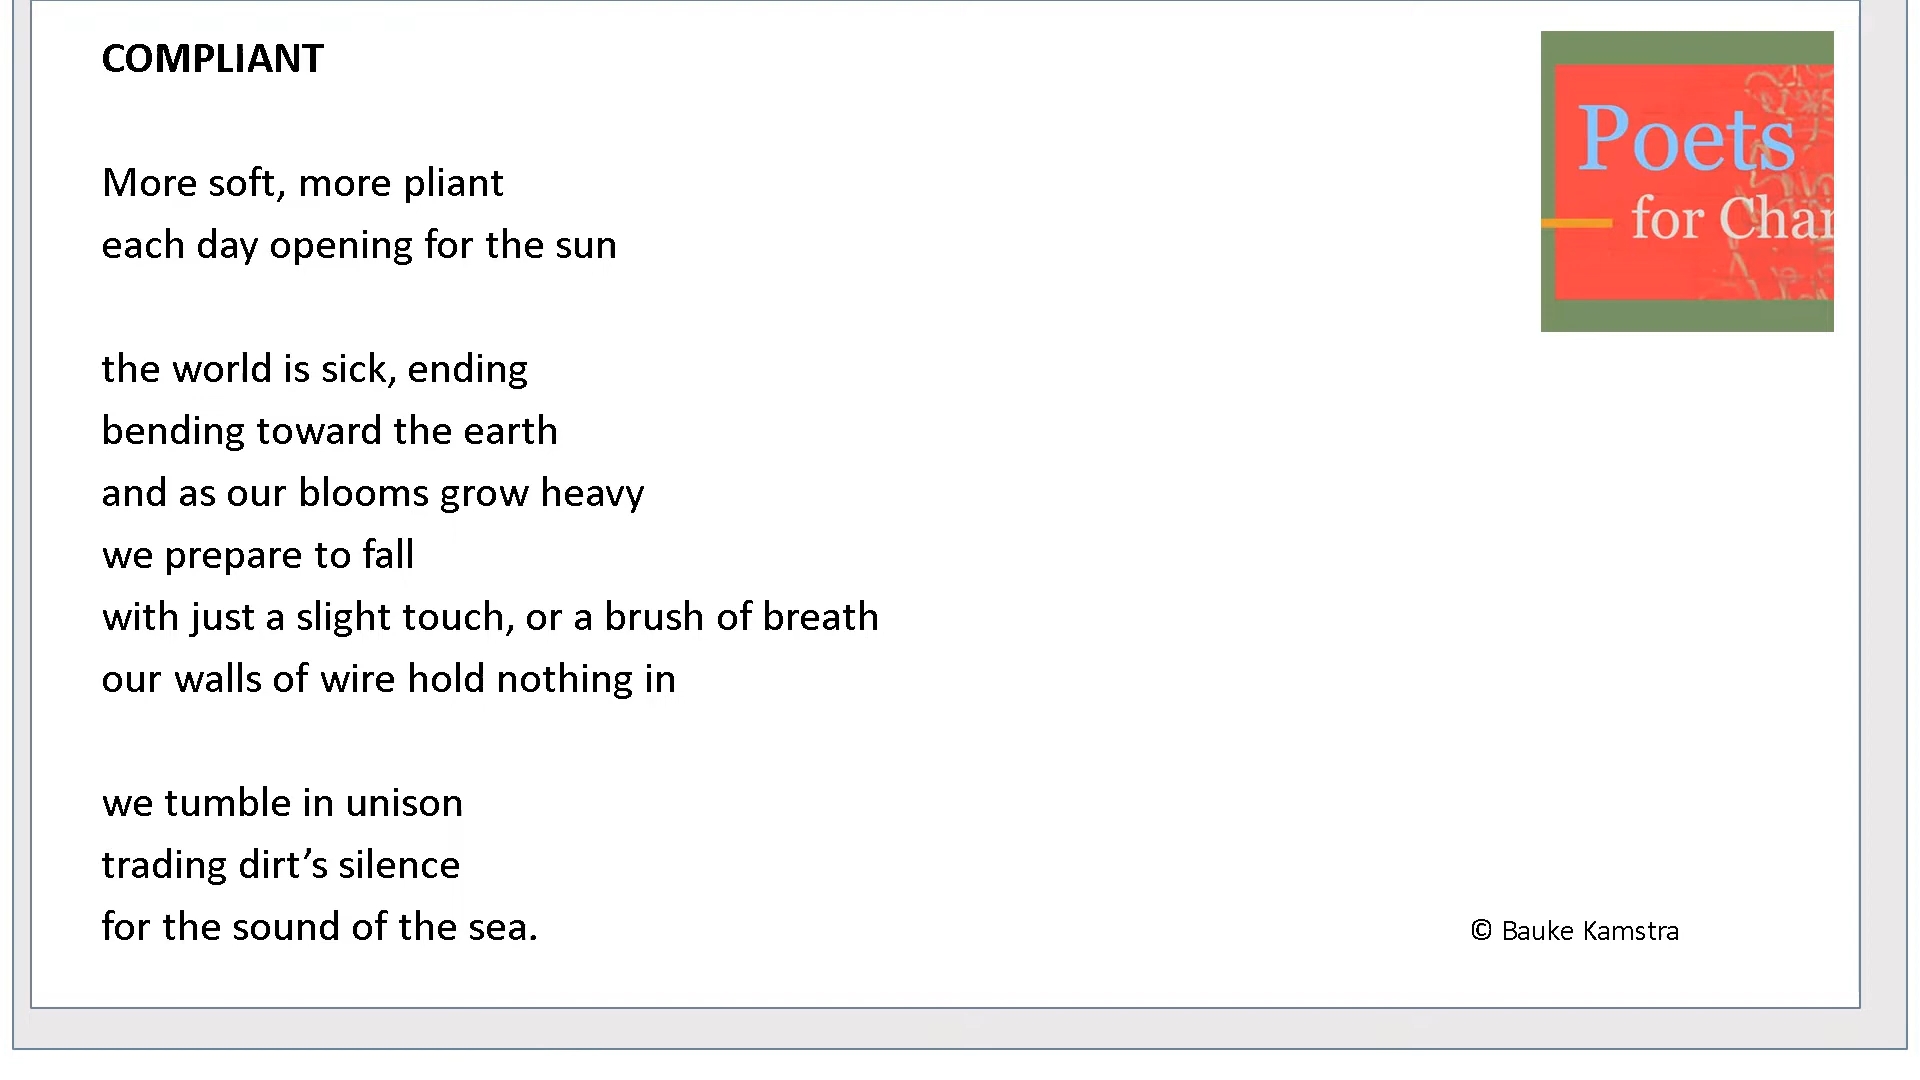 COMPLIANT
More soft, more pliant
each day opening for the sun
the world is sick, ending
bending toward the earth
and as our blooms grow heavy
we prepare to fall
with just a slight touch, or a brush of breath
our walls of wire hold nothing in
we tumble in unison
trading dirt’s silence
for the sound of the sea.
Poets
for Chan
© Bauke Kamstra